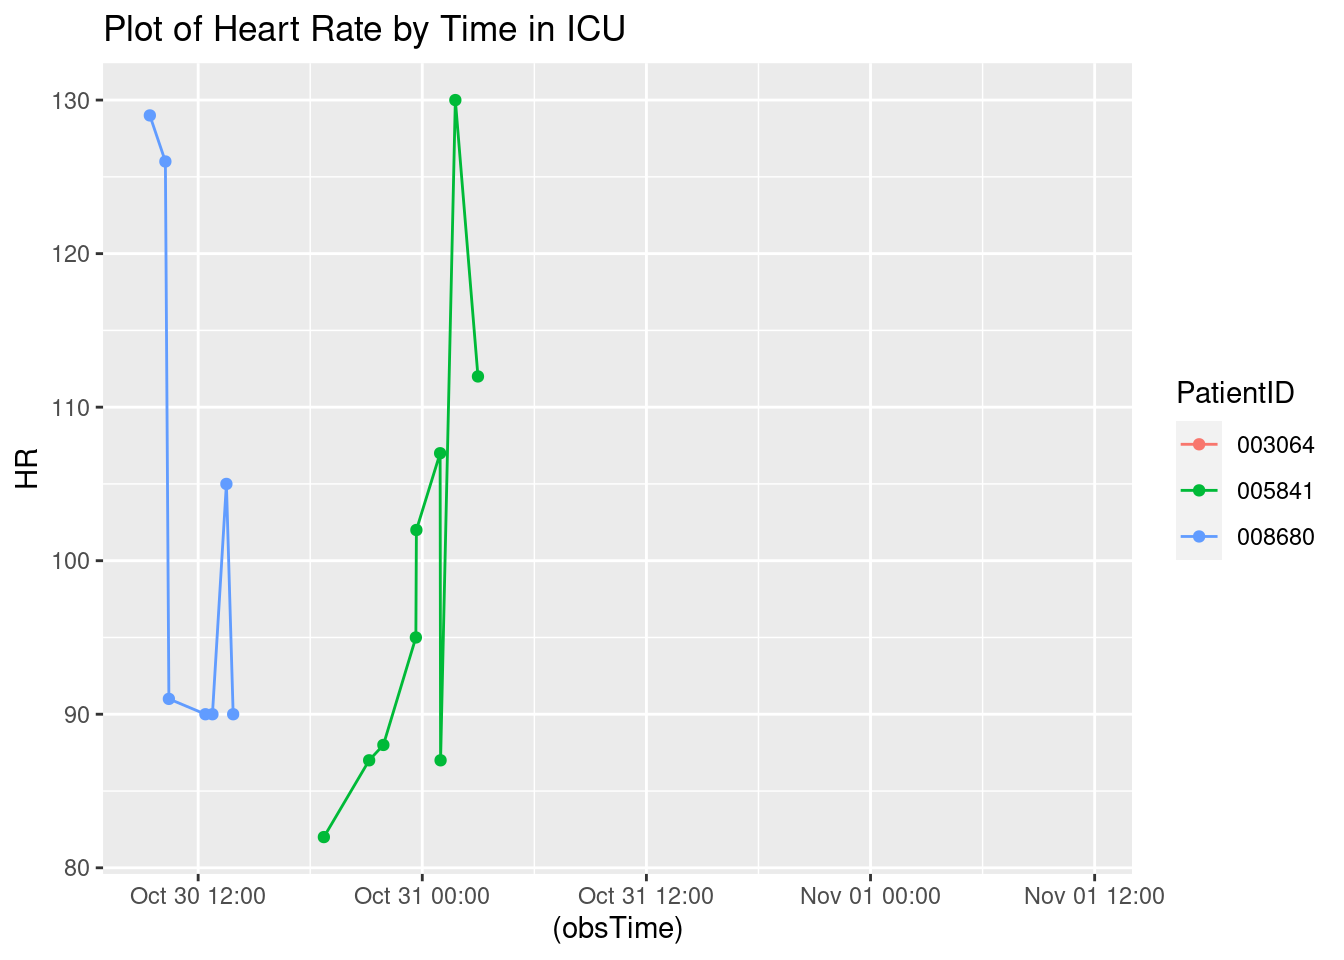 Plot of Heart Rate by Time in ICU
130
120
110
100
90
80
HR
Oct 30 12:00 Oct 31 00:00 Oct 31 12:00 Nov 01 00:00 Nov 01 12:00
(obsTime)
PatientID
003064
005841
008680